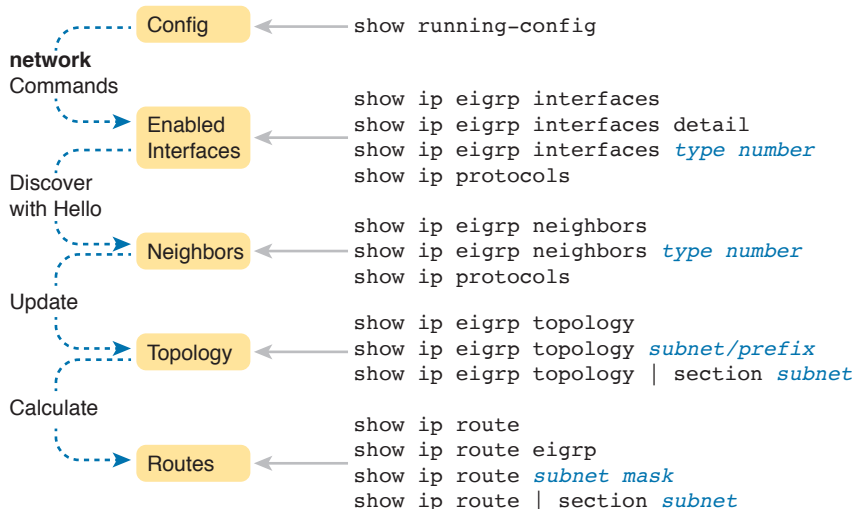 Config
show running-config
network
Commands
show ip eigrp interfaces
show ip eigrp interfaces detail
show ip eigrp interfaces type number
show ip protocols
Enabled
Interfaces
Discover
with Hello
show ip eigrp neighbors
show ip eigrp neighbors type number
show ip protocols
Neighbors
Update
show ip eigrp topology
show ip eigrp topology subnet/prefix
show ip eigrp topology | section subnet
Topology
Calculate
show ip route
show ip route eigrp
show ip route subnet mask
show ip route | section subnet
Routes